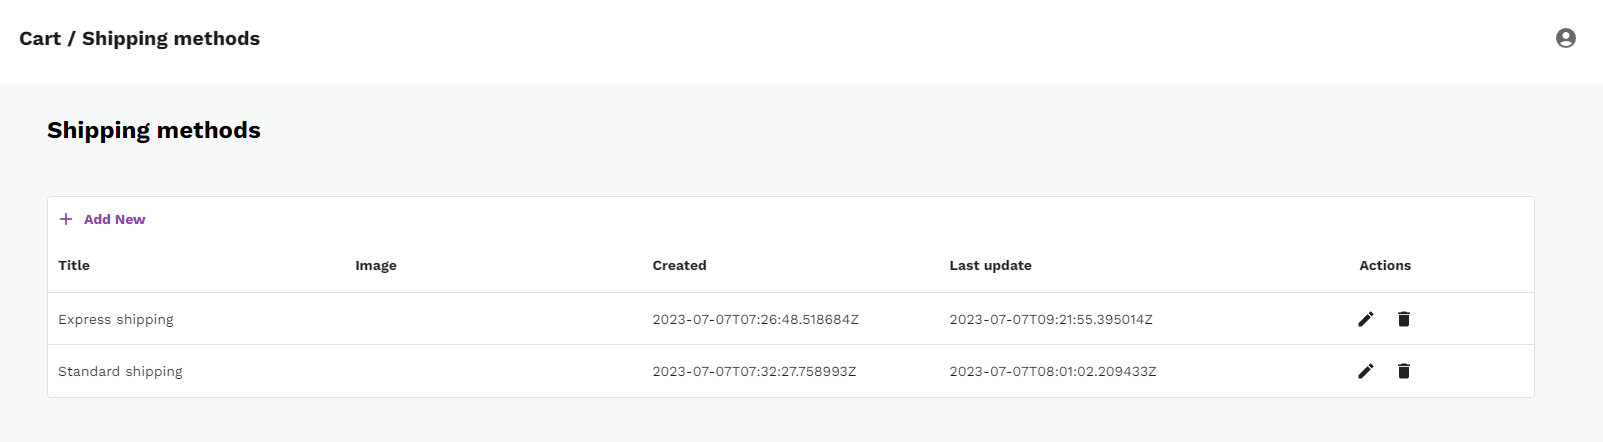 Cart / Shipping methods
Shipping methods
Add New
Title Image Created Last update Actions
Express shipping 2023-07-07T07:26:48.518684Z 2023-07-07T09:21:55.395014Z
Standard shipping 2023-07-07T07:32:27.758993Z 2023-07-07T08:01:02.209433Z